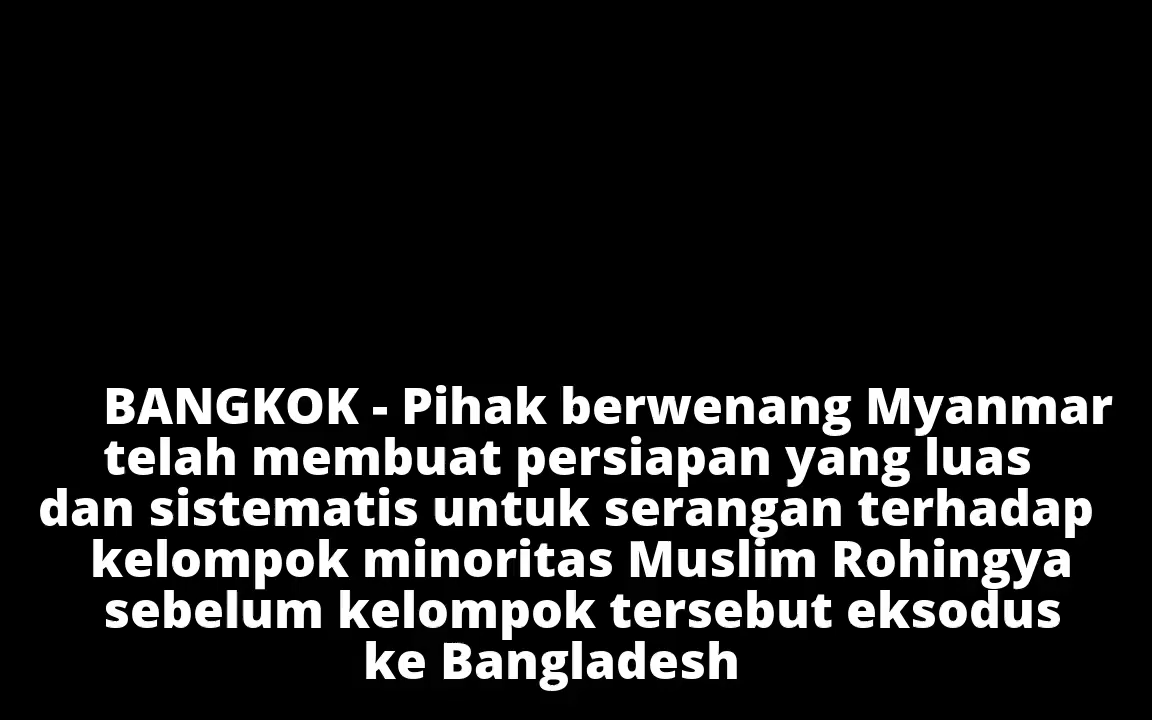 BANGKOK - Pihak berwenang Myanmar
telah membuat persiapan yang luas
dan sistematis untuk serangan terhadap
kelompok minoritas Muslim Rohingya
sebelum kelompok tersebut eksodus
ke Bangladesh